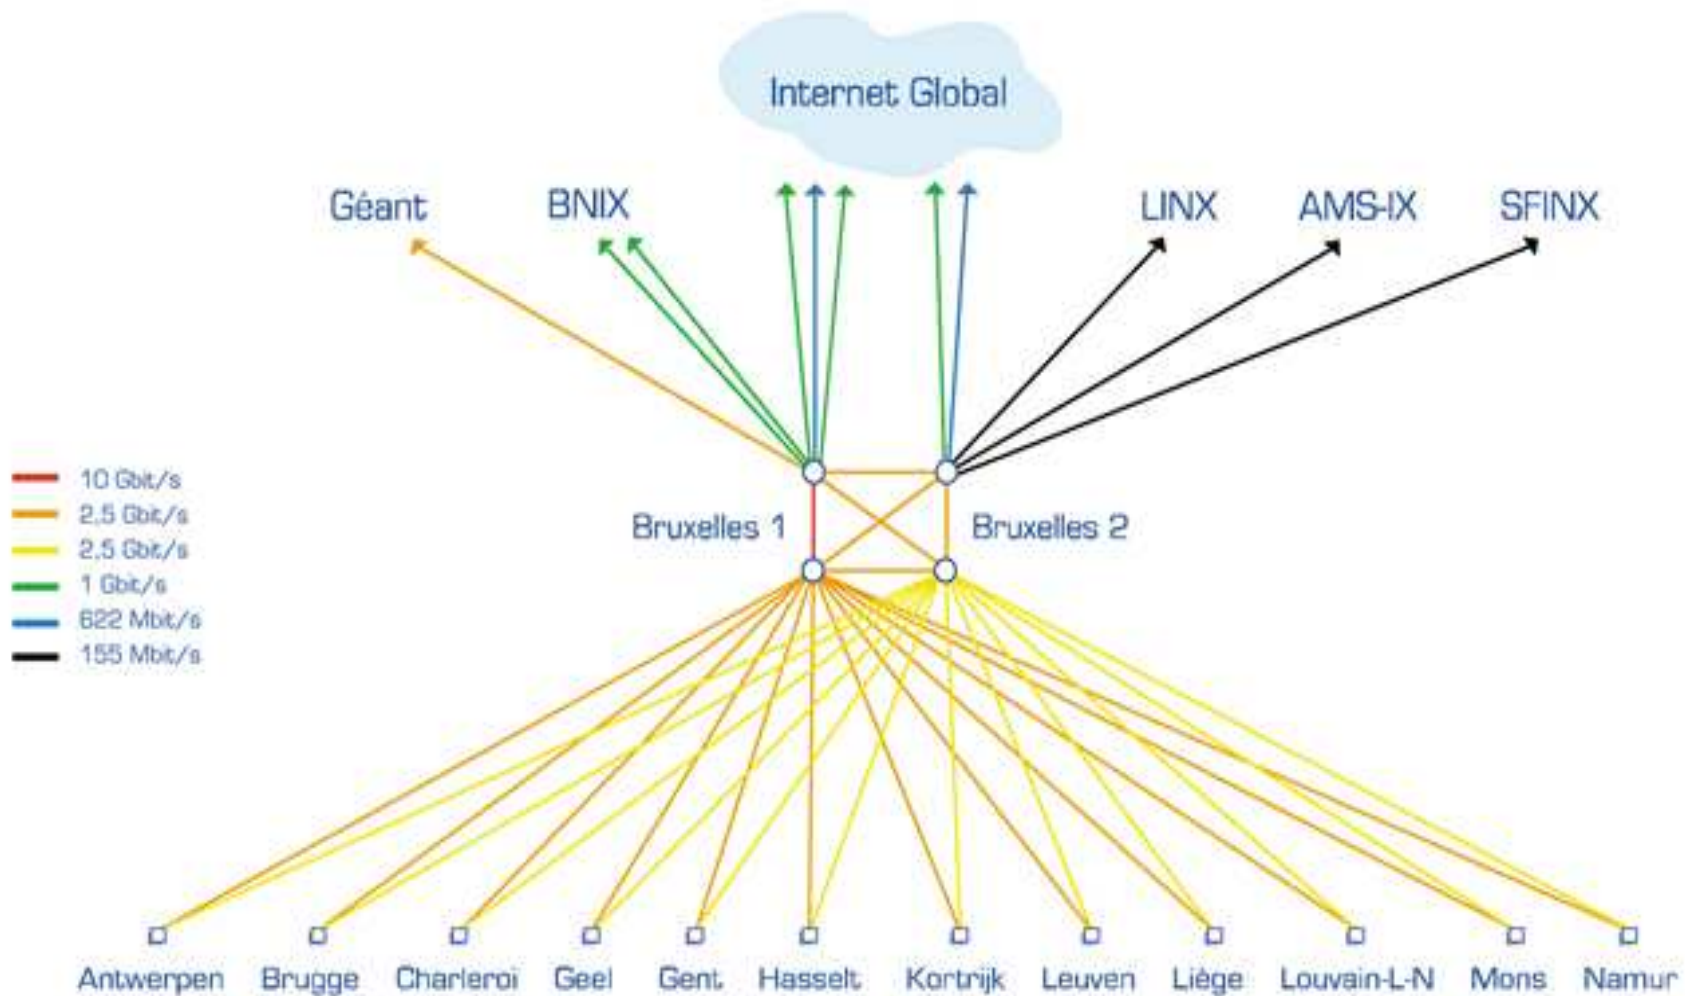 Internet Global
Géant
BNIX
LINX
AMS-IX
SFINX
10 Gbit/s
2,5 Gbit/s
2,5 Gbit/s
1 Gbit/s
622 Mbit/s
155 Mbit/s
Bruxelles 1
Bruxelles 2
Antwerpen
Brugge
Charleroi
Geel
Gent
Hasselt
Kortrijk
Leuven
Liège
Louvain-L-N
Mons
Namur